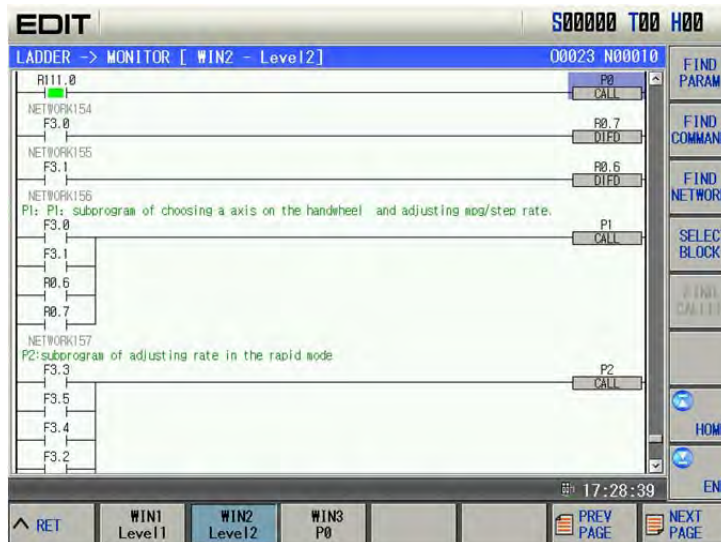 EDIT
S00000 T00 H00
LADDER -> MONITOR [ WIN2 - Level2]
O0023 N00010
R111.0
P0
CALL
NETWORK154
F3.0
R0.7
DIFD
NETWORK155
F3.1
R0.6
DIFD
NETWORK156
P1: P1: subprogram of choosing a axis on the handwheel and adjusting mpg/step rate.
F3.0
P1
CALL
F3.1
R0.6
R0.7
NETWORK157
P2:subprogram of adjusting rate in the rapid mode
F3.3
P2
CALL
F3.5
F3.4
F3.2
17:28:39
FIND
PARAM
FIND
COMMAN
FIND
NETWOR
SELEC
BLOCK
HOM
EN
RET
WIN1
Level1
WIN2
Level2
WIN3
P0
PREV
PAGE
NEXT
PAGE